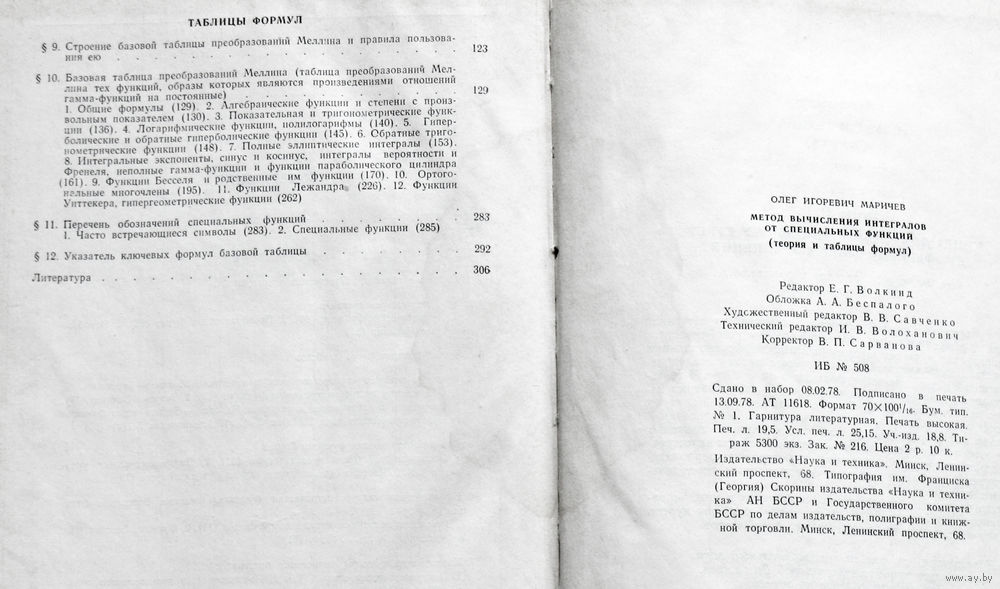 ТАБЛИЦЫ ФОРМУЛ
§ 9. Строение базовой таблицы преобразований Меллина и правила пользова-
ния ею . . . . . . . . . . . . . . . 123
§ 10. Базовая таблица преобразований Меллина (таблица преобразований Мел-
лина тех функций, образы которых являются произведениями отношений
гамма-функций на постоянные) . . . . . . . . . 129
1. Общие формулы (129). 2. Алгебраические функции и степени с произ-
вольным показателем (130). 3. Показательная и тригонометрические функ-
ции (136). 4. Логарифмические функции, полилогарифмы (140). 5. Гипер-
болические и обратные гиперболические функции (145). 6. Обратные триго-
нометрические функции (148). 7. Полные эллиптические интегралы (153).
8. Интегральные экспоненты, синус и косинус, интегралы вероятности и
Френеля, неполные гамма-функции и функции параболического цилиндра
(161). 9. Функции Бесселя и родственные им функции (170). 10. Ортого-
нальные многочлены (195). 11. Функции Лежандра (226). 12. Функции
Уиттекера, гипергеометрические функции (262)
§ 11. Перечень обозначений специальных функций . . . . . . . 283
1. Часто встречающиеся символы (283). 2. Специальные функции (285)
§ 12. Указатель ключевых формул базовой таблицы . . . . . . . 292
Литература . . . . . . . . . . . . . . . 306
ОЛЕГ ИГОРЕВИЧ МАРИЧЕВ
МЕТОД ВЫЧИСЛЕНИЯ ИНТЕГРАЛОВ
ОТ СПЕЦИАЛЬНЫХ ФУНКЦИЙ
(теория и таблицы формул)
Редактор Е. Г. Волкинд
Обложка А. А. Беспалого
Художественный редактор В. В. Савченко
Технический редактор И. В. Волоханович
Корректор В. П. Сарванова
ИБ № 508
Сдано в набор 08.02.78. Подписано в печать
13.09.78. АТ 11618. Формат 70×100¹/₁₆. Бум. тип.
№ 1. Гарнитура литературная. Печать высокая.
Печ. л. 19,5. Усл. печ. л. 25,15. Уч.-изд. 18,8. Ти-
раж 5300 экз. Зак. № 216. Цена 2 р. 10 к.
Издательство «Наука и техника». Минск, Ленин-
ский проспект, 68. Типография им. Франциска
(Георгия) Скорины издательства «Наука и техни-
ка» АН БССР и Государственного комитета
БССР по делам издательств, полиграфии и книж-
ной торговли. Минск, Ленинский проспект, 68.
www.ay.by